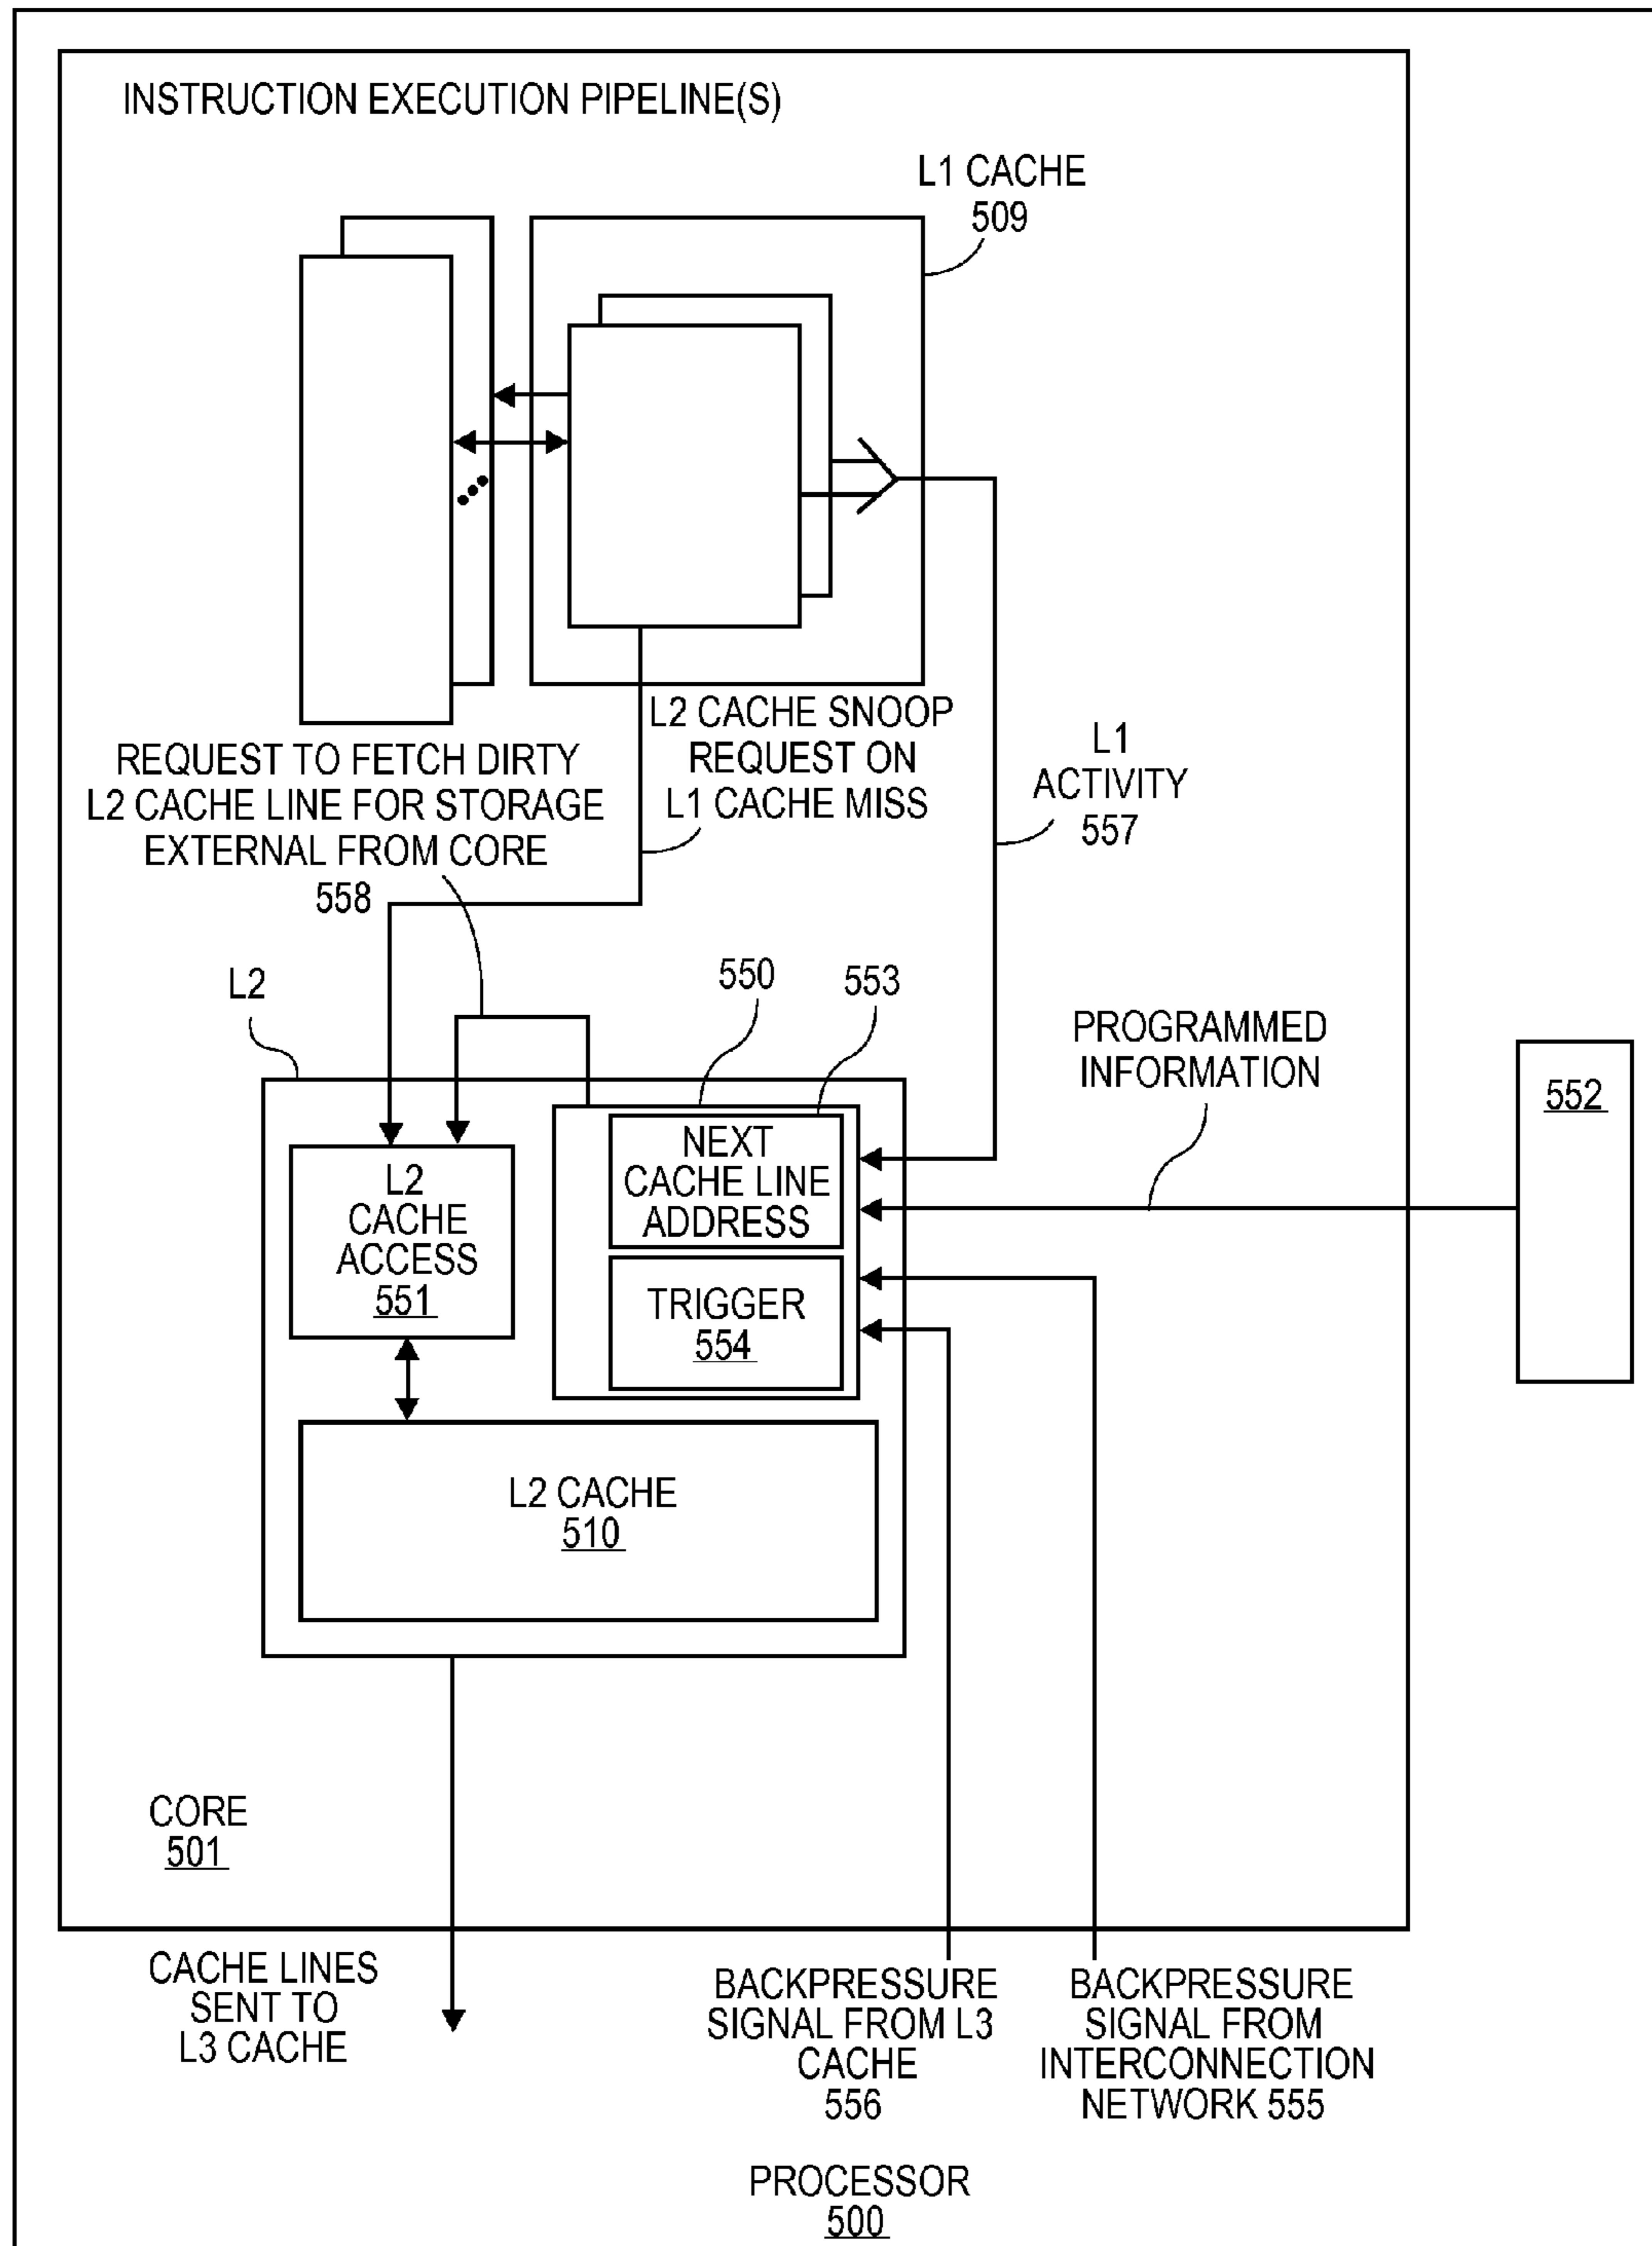 INSTRUCTION EXECUTION PIPELINE(S)
L1 CACHE
509
L2 CACHE SNOOP
REQUEST ON
L1 CACHE MISS
REQUEST TO FETCH DIRTY
L2 CACHE LINE FOR STORAGE
EXTERNAL FROM CORE
558
L1
ACTIVITY
557
L2
550
553
PROGRAMMED
INFORMATION
552
NEXT
CACHE LINE
ADDRESS
L2
CACHE
ACCESS
551
TRIGGER
554
L2 CACHE
510
CORE
501
CACHE LINES
SENT TO
L3 CACHE
BACKPRESSURE
SIGNAL FROM L3
CACHE
556
BACKPRESSURE
SIGNAL FROM
INTERCONNECTION
NETWORK 555
PROCESSOR
500